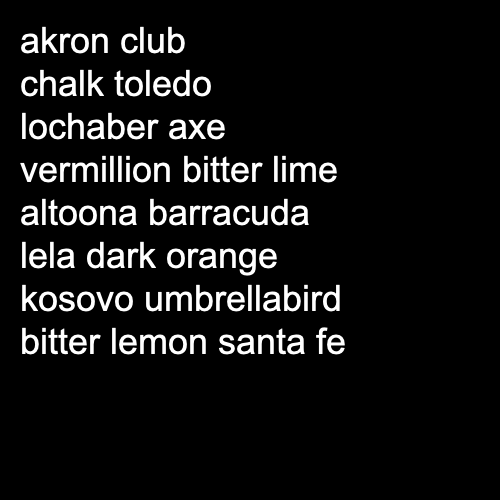 akron club
chalk toledo
lochaber axe
vermillion bitter lime
altoona barracuda
lela dark orange
kosovo umbrellabird
bitter lemon santa fe